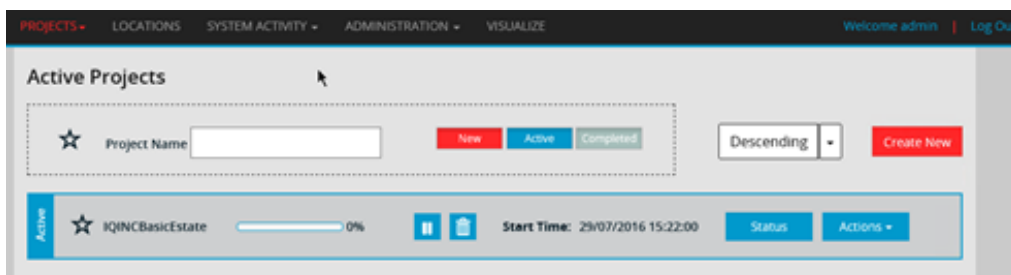 PROJECTS LOCATIONS SYSTEM ACTIVITY ADMINISTRATION VISUALIZE Welcome admin | Log Ou
Active Projects
Project Name New Active Completed Descending Create New
Active IQINCBasicEstate 0% Start Time: 29/07/2016 15:22:00 Status Actions